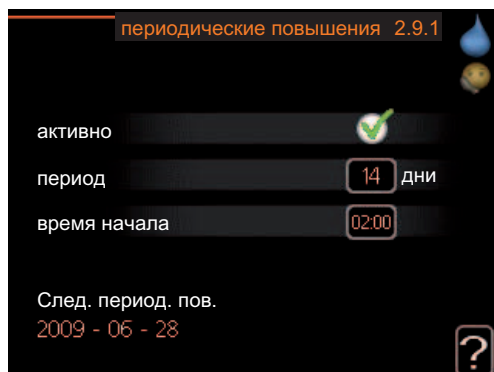 периодические повышения 2.9.1
активно
период 14 дни
время начала 02:00
След. период. пов.
2009 - 06 - 28
?